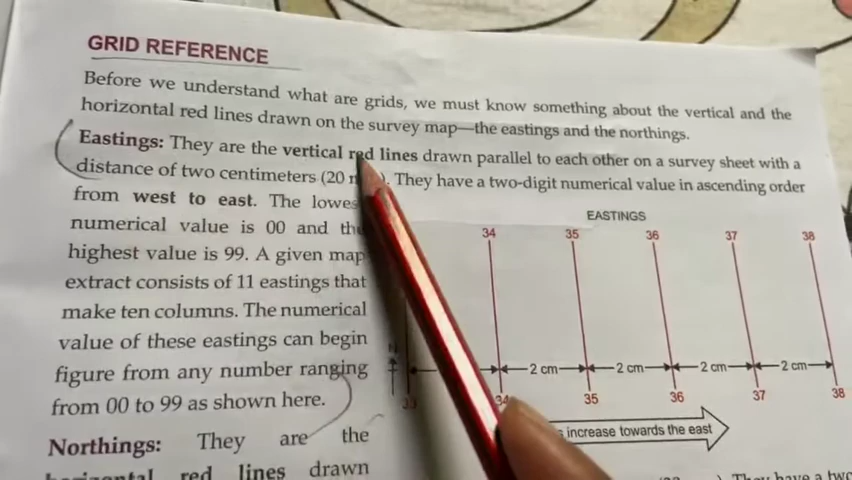 GRID REFERENCE
Before we understand what are grids, we must know something about the vertical and the
horizontal red lines drawn on the survey map—the eastings and the northings.
Eastings: They are the vertical red lines drawn parallel to each other on a survey sheet with a
distance of two centimeters (20 ). They have a two-digit numerical value in ascending order
from west to east. The lowes
numerical value is 00 and the
highest value is 99. A given map
extract consists of 11 eastings that
make ten columns. The numerical
value of these eastings can begin
figure from any number ranging
from 00 to 99 as shown here.
EASTINGS
34 35 36 37 38
2 cm 2 cm 2 cm 2 cm
33 34 35 36 37 38
increase towards the east
Northings: They are the
horizontal red lines drawn
They have a two